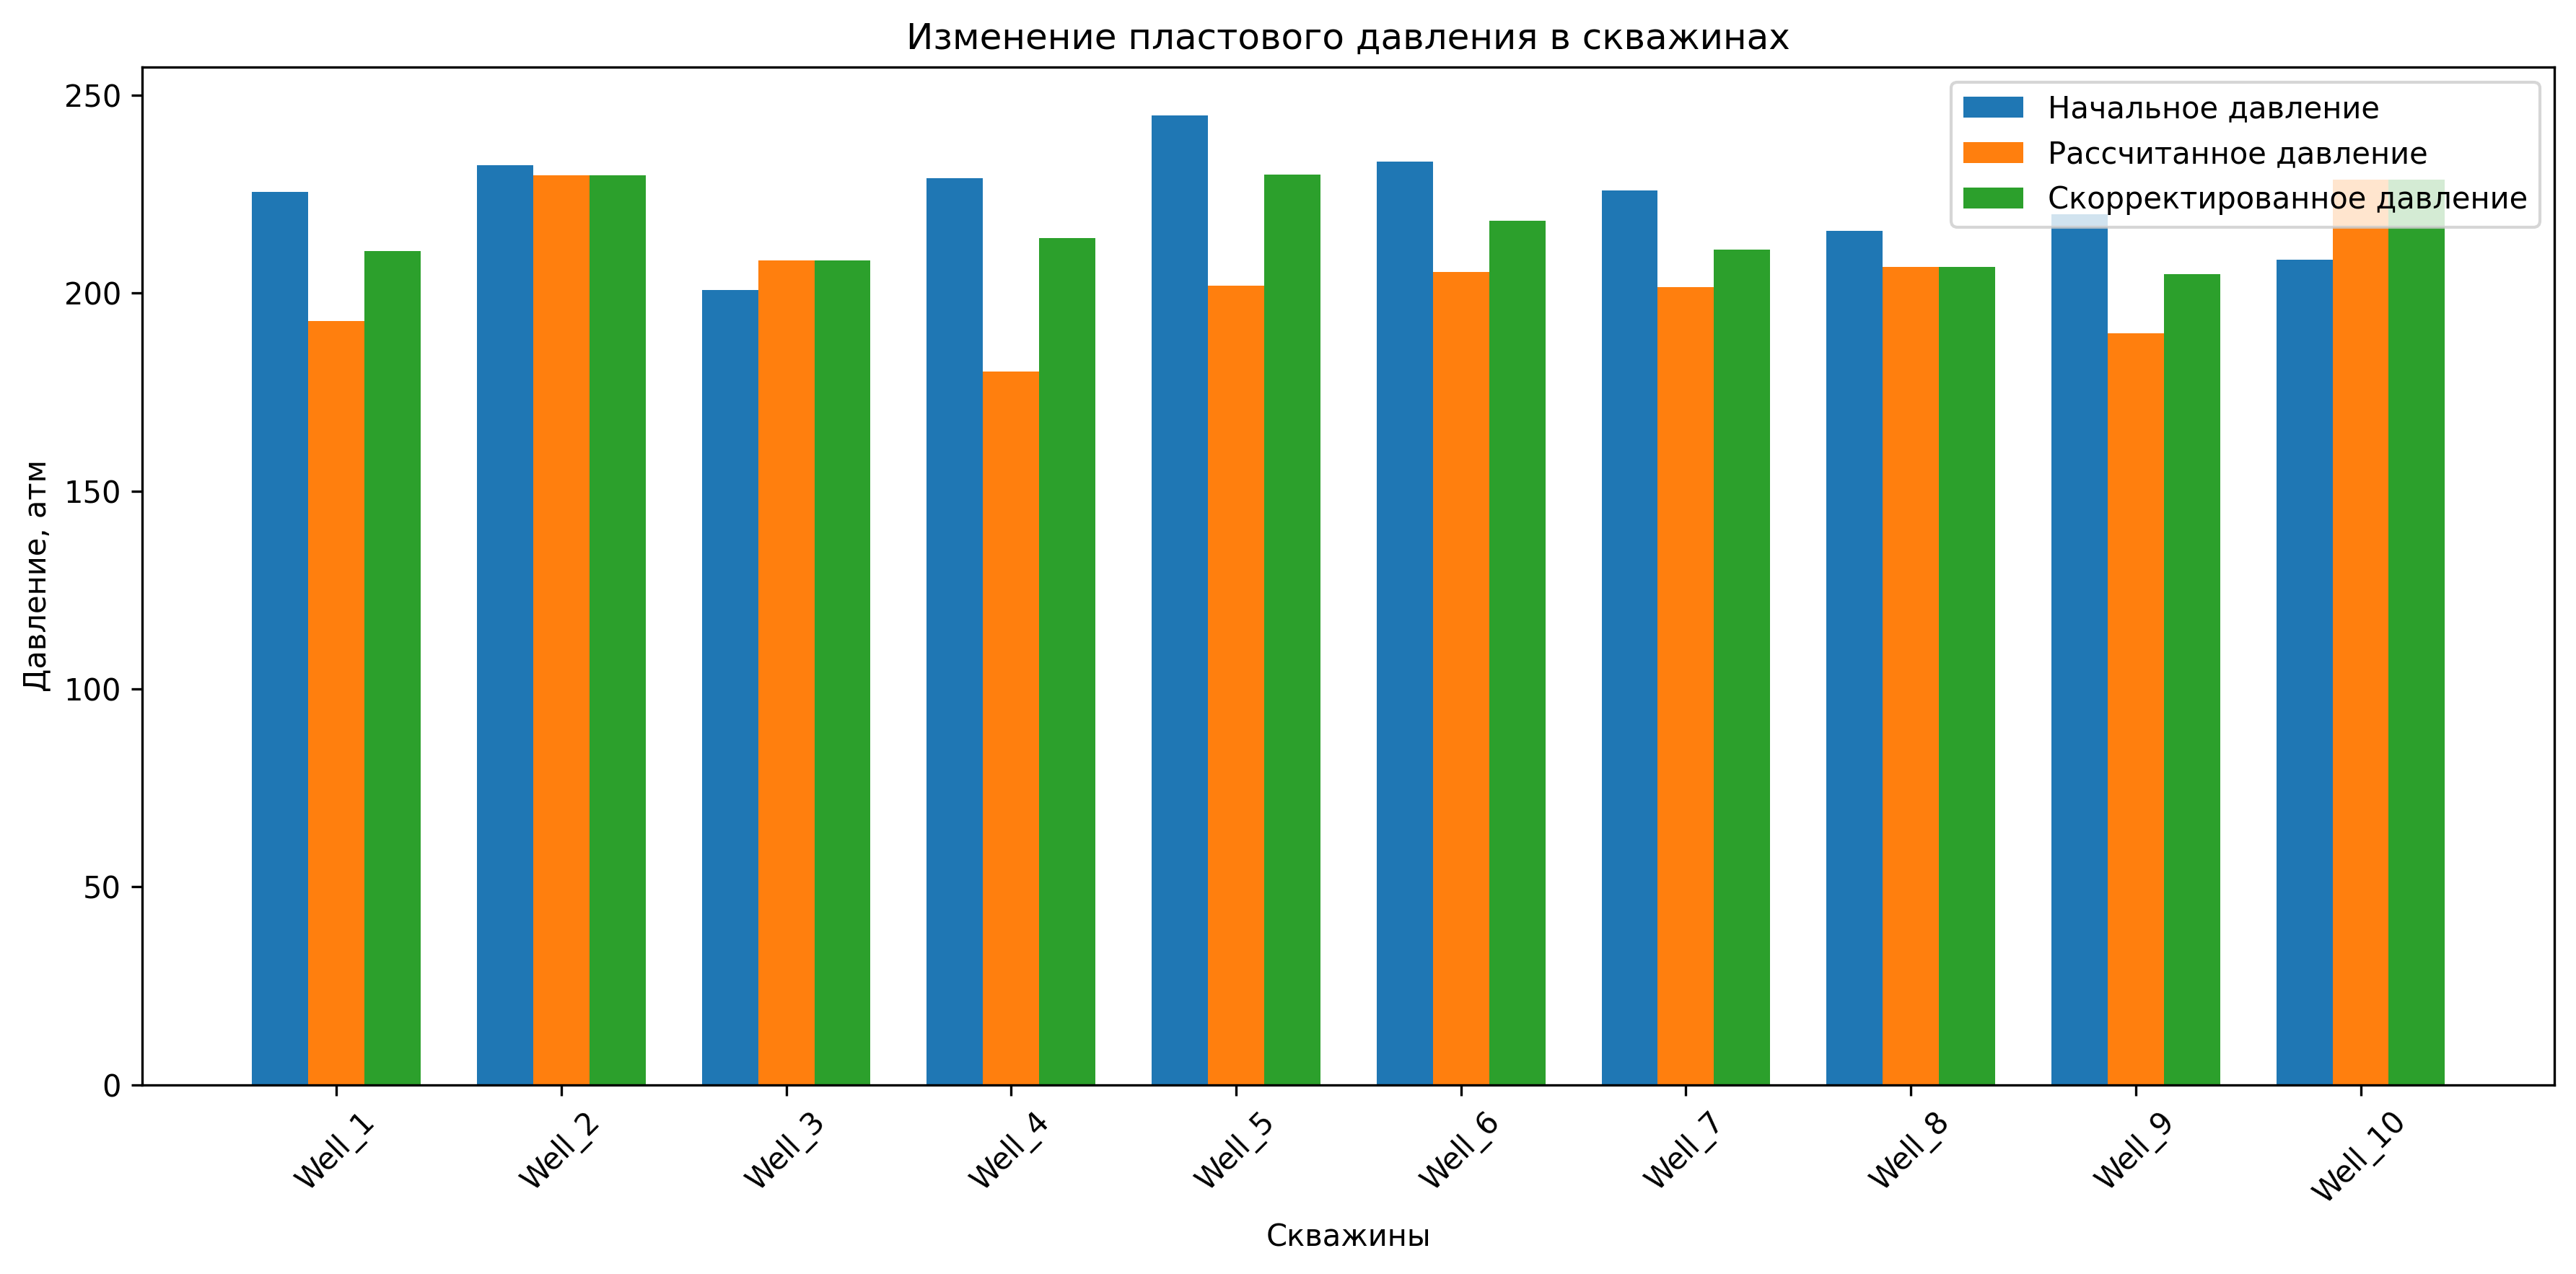 Изменение пластового давления в скважинах
Начальное давление
Рассчитанное давление
Скорректированное давление
Давление, атм
250
200
150
100
50
0
Well_1
Well_2
Well_3
Well_4
Well_5
Well_6
Well_7
Well_8
Well_9
Well_10
Скважины